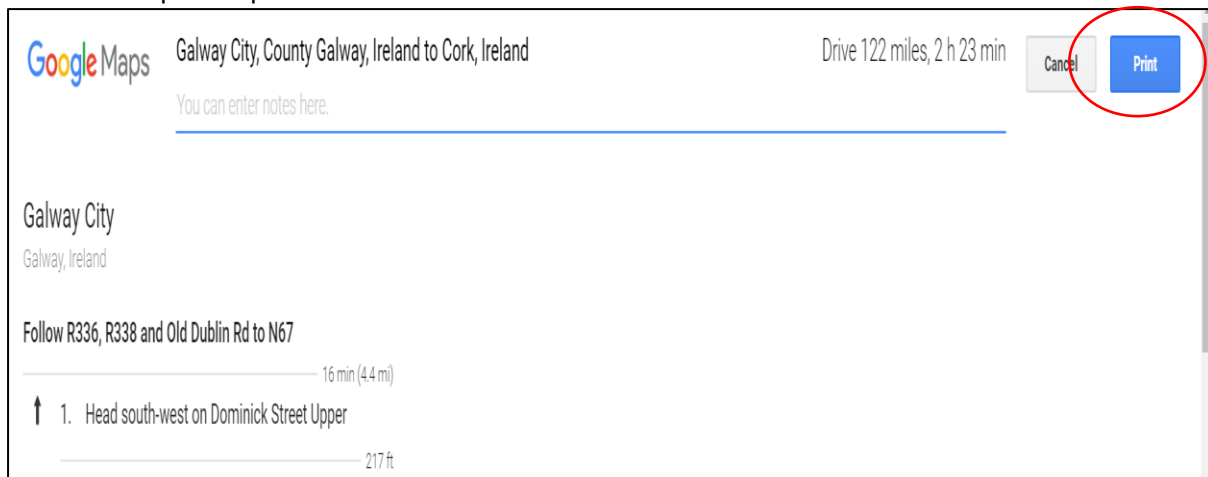 Google Maps
Galway City, County Galway, Ireland to Cork, Ireland
Drive 122 miles, 2 h 23 min
Cancel
Print
You can enter notes here.
Galway City
Galway, Ireland
Follow R336, R338 and Old Dublin Rd to N67
16 min (4.4 mi)
1. Head south-west on Dominick Street Upper
217 ft